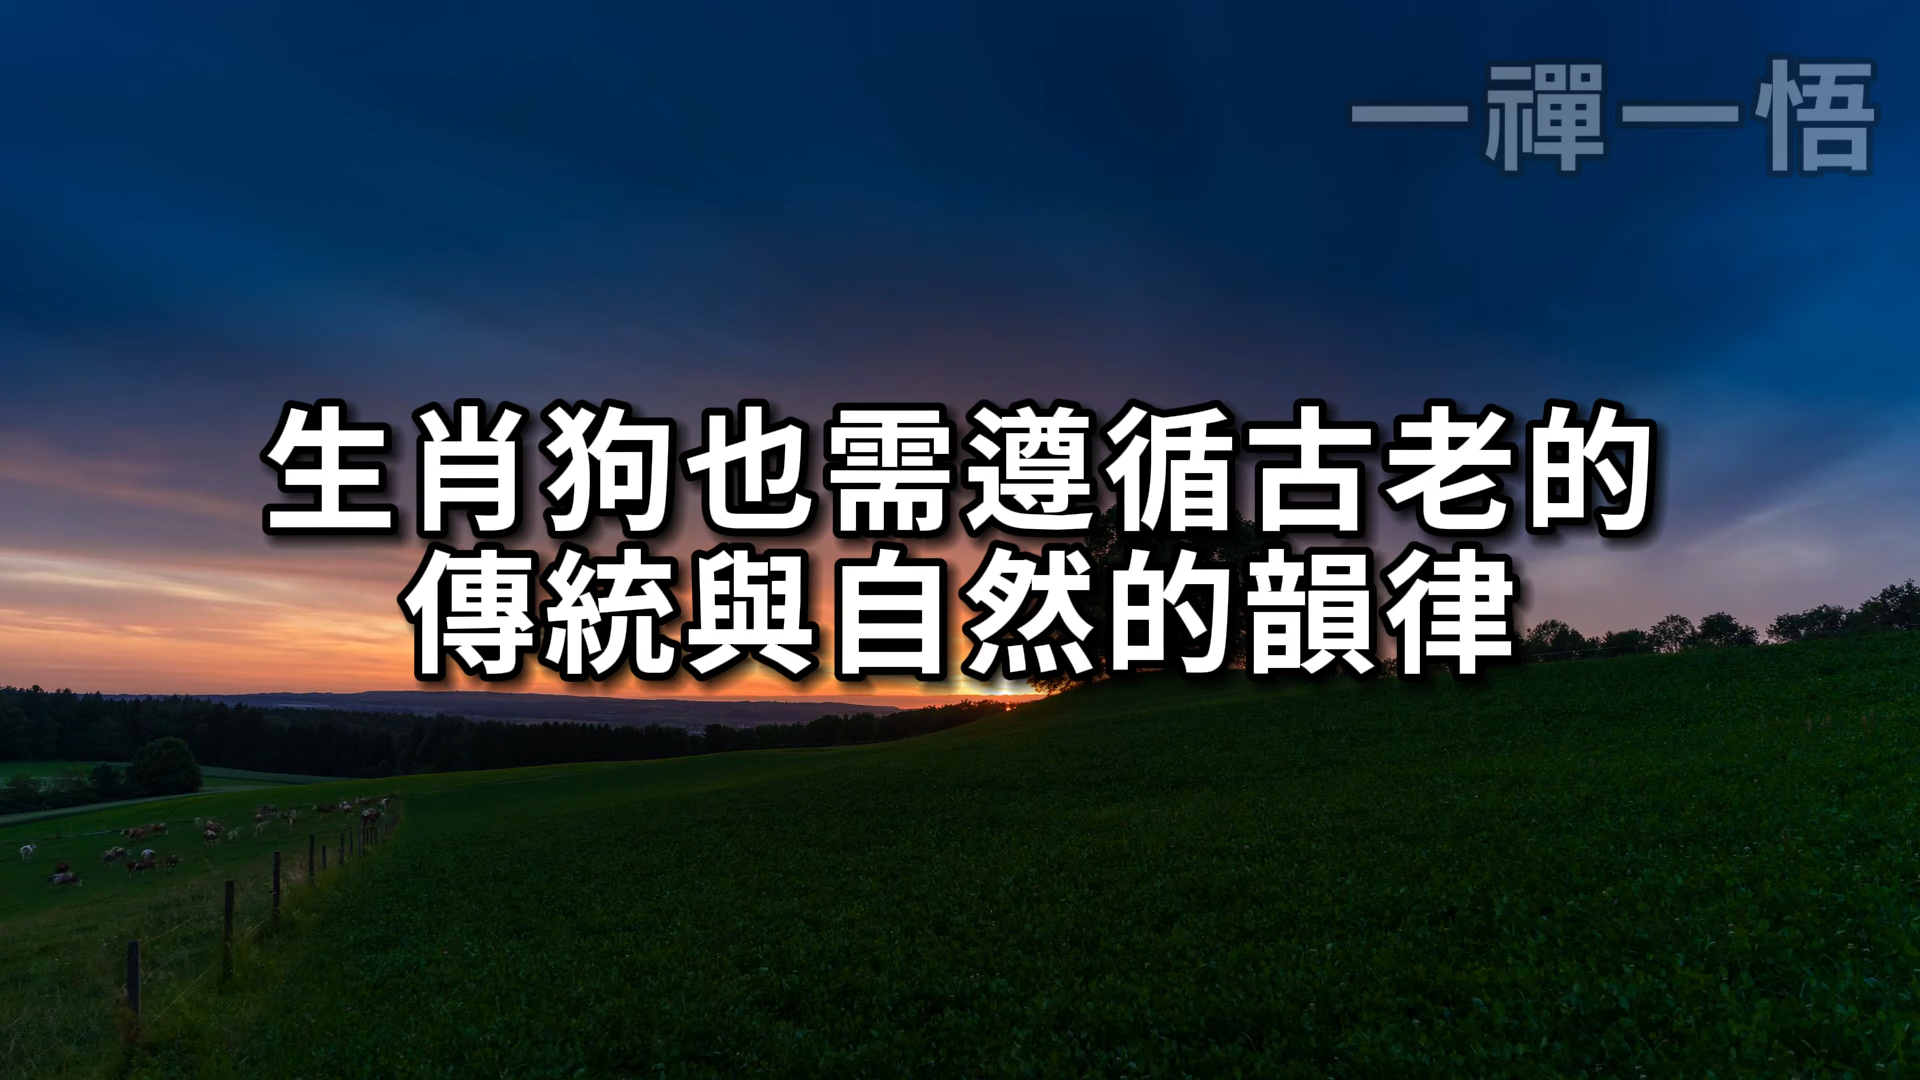 一禪一悟
生肖狗也需遵循古老的
傳統與自然的韻律